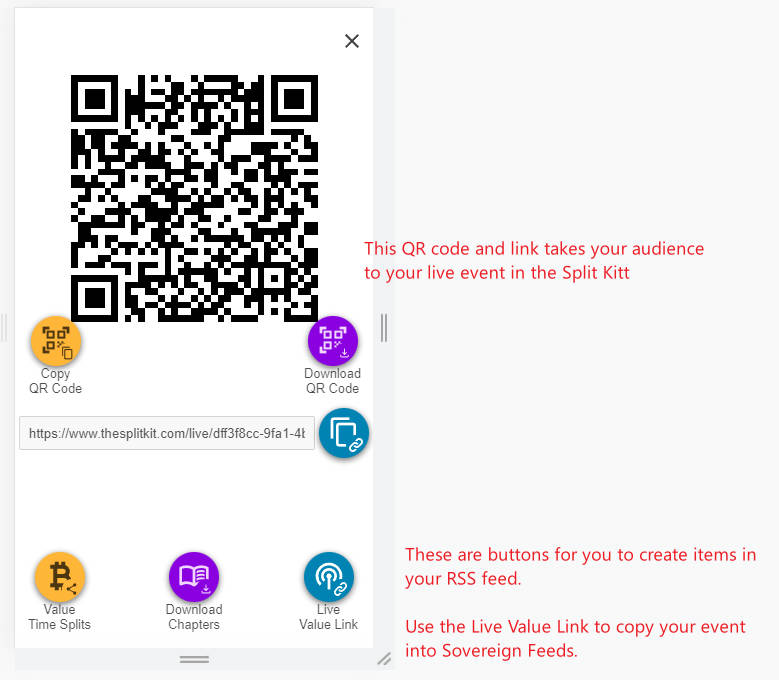 This QR code and link takes your audience
to your live event in the Split Kitt
Copy
QR Code
Download
QR Code
https://www.thesplitkit.com/live/dff3f8cc-9fa1-4b
These are buttons for you to create items in
your RSS feed.
Value
Time Splits
Download
Chapters
Live
Value Link
Use the Live Value Link to copy your event
into Sovereign Feeds.